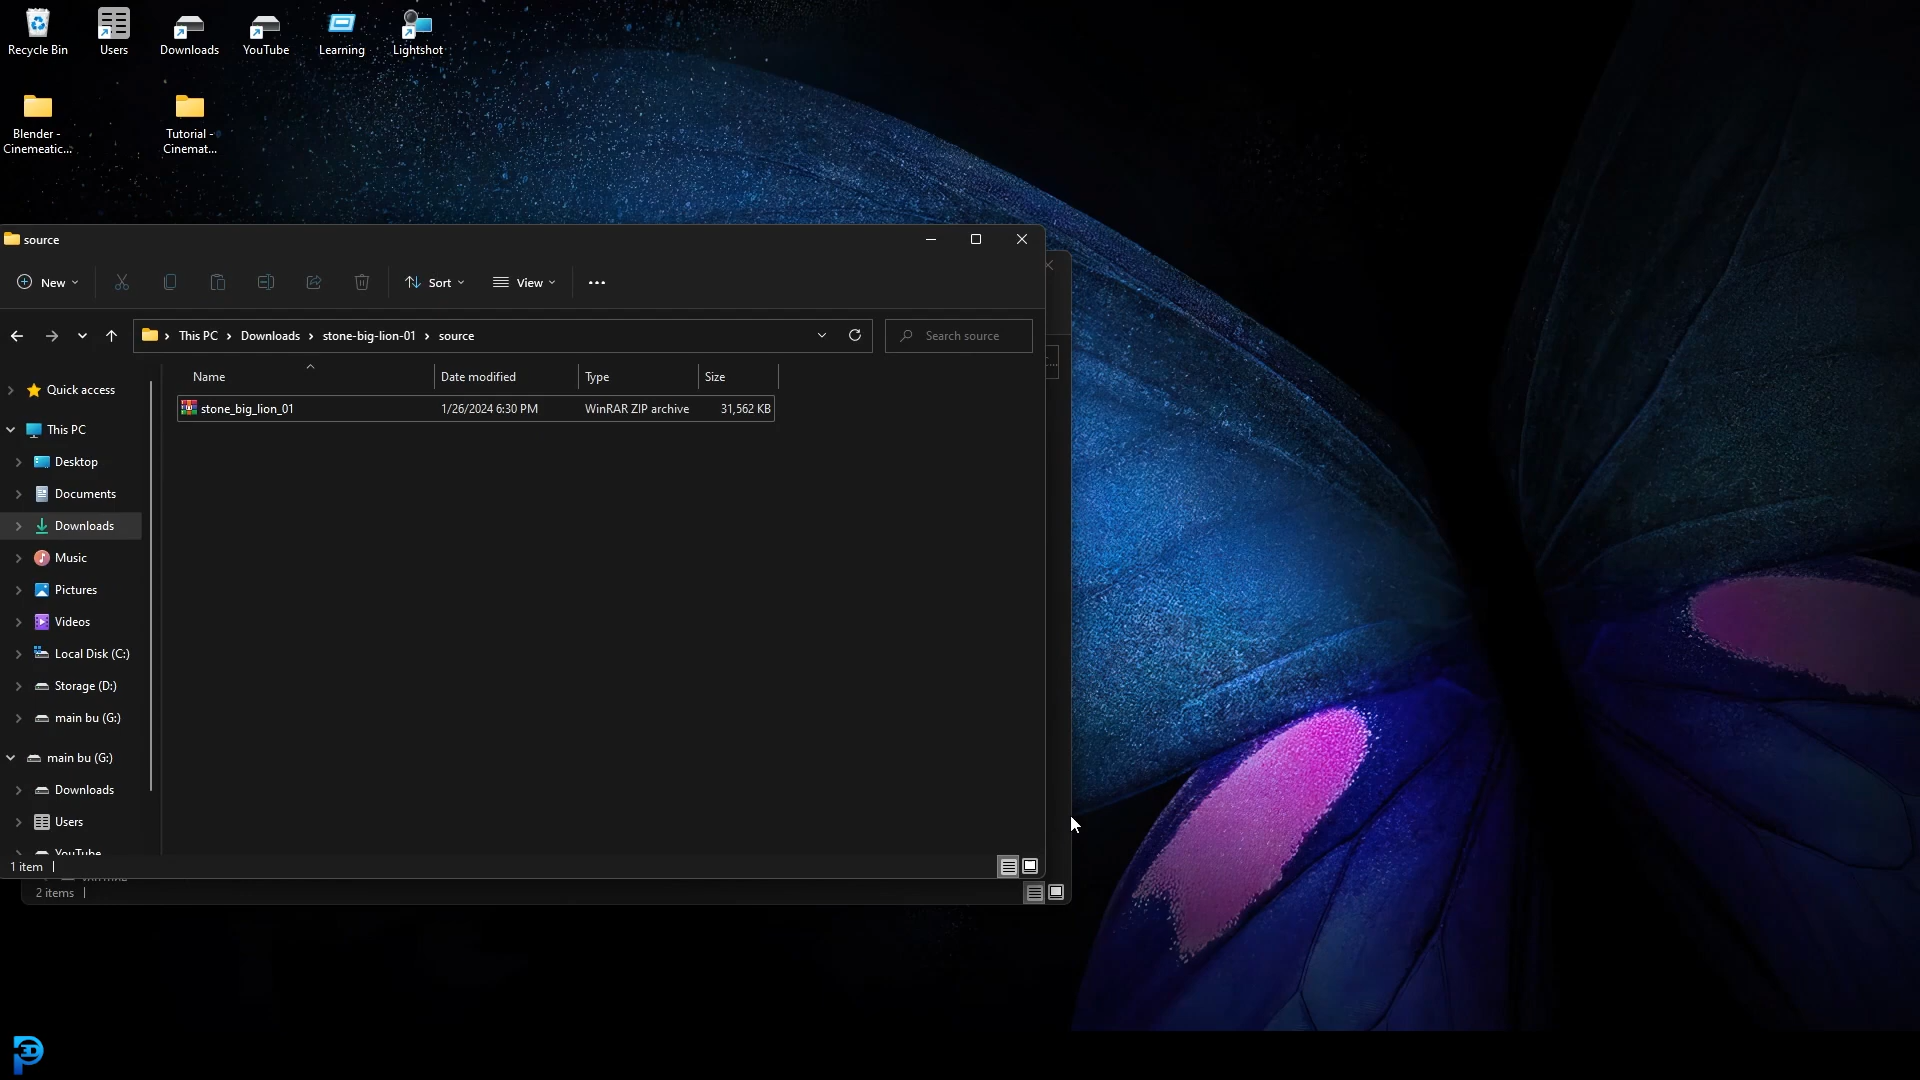 Recycle Bin
Users
Downloads
YouTube
Learning
Lightshot
Blender -
Cinemeatic...
Tutorial -
Cinemat...
source
New
Sort
View
This PC > Downloads > stone-big-lion-01 > source
Search source
Name
Date modified
Type
Size
stone_big_lion_01
1/26/2024 6:30 PM
WinRAR ZIP archive
31,562 KB
Quick access
This PC
Desktop
Documents
Downloads
Music
Pictures
Videos
Local Disk (C:)
Storage (D:)
main bu (G:)
main bu (G:)
Downloads
Users
YouTube
1 item
2 items
3D